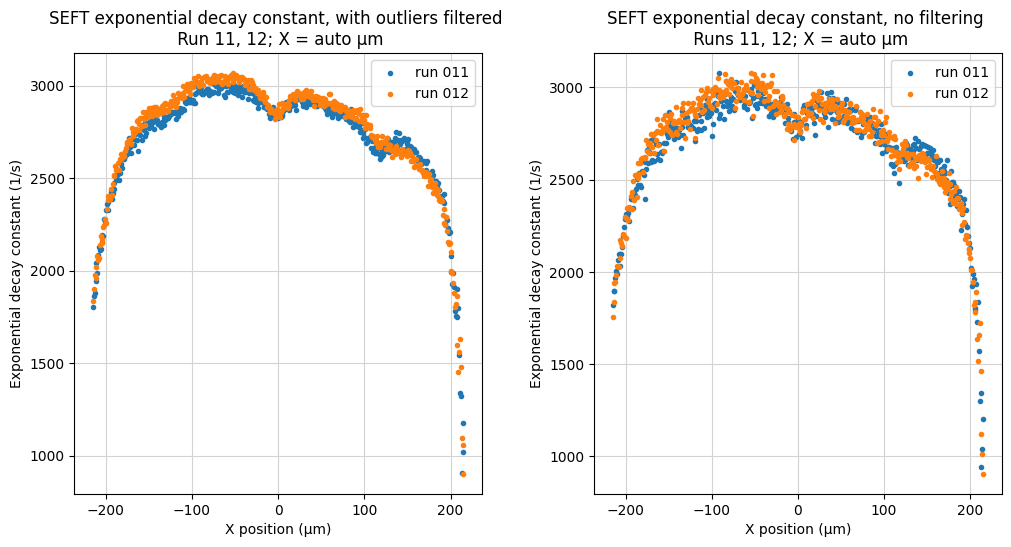 SEFT exponential decay constant, with outliers filtered
Run 11, 12; X = auto µm
3000
2500
2000
1500
1000
Exponential decay constant (1/s)
run 011
run 012
−200
−100
0
100
200
X position (µm)
SEFT exponential decay constant, no filtering
Runs 11, 12; X = auto µm
3000
2500
2000
1500
1000
Exponential decay constant (1/s)
run 011
run 012
−200
−100
0
100
200
X position (µm)